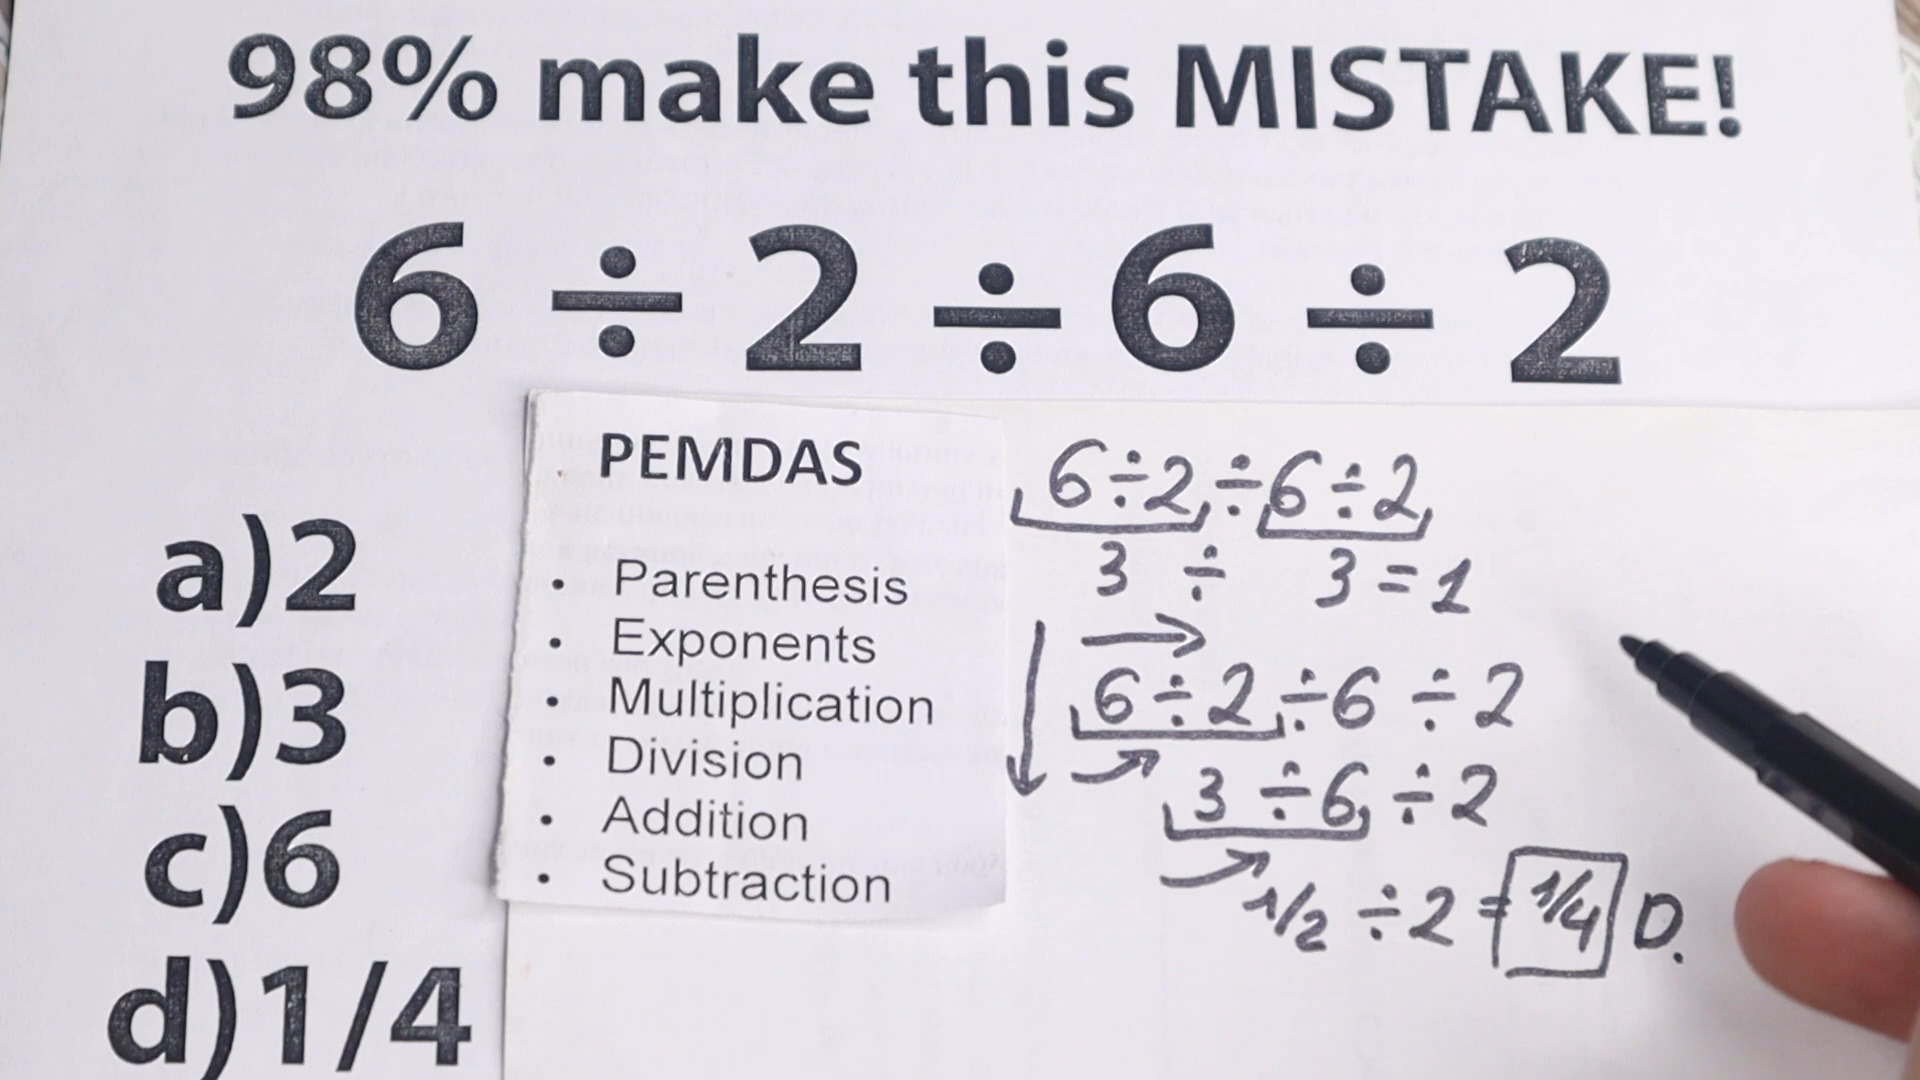 98% make this MISTAKE!
6 ÷ 2 ÷ 6 ÷ 2
a)2
b)3
c)6
d)1/4
PEMDAS
• Parenthesis
• Exponents
• Multiplication
• Division
• Addition
• Subtraction
6÷2÷6÷2
3 ÷ 3 = 1
6÷2÷6÷2
3÷6÷2
1/2 ÷2 = 1/4 D.